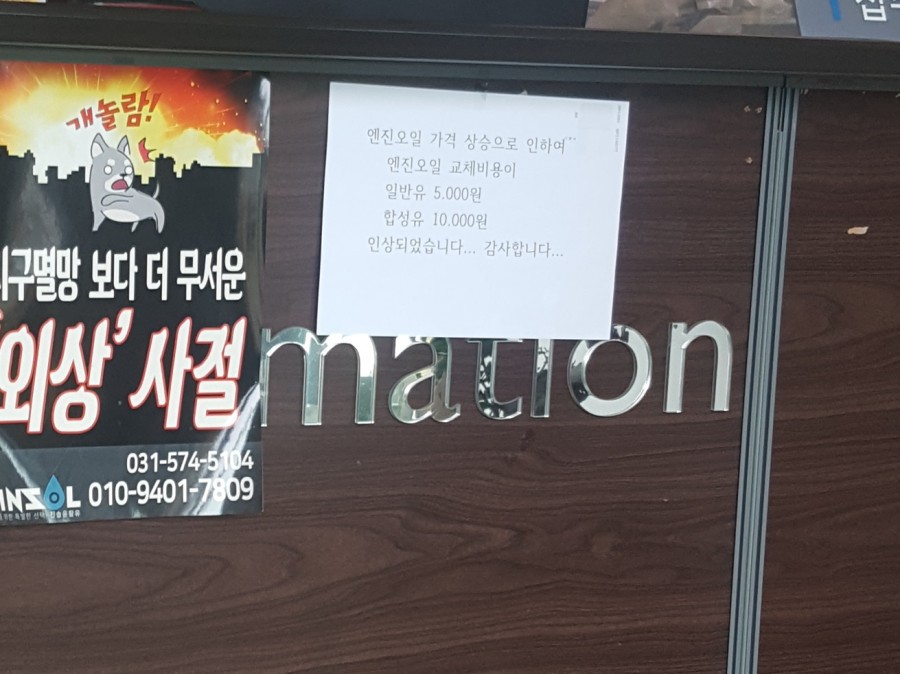 개놀람!
지구멸망 보다 더 무서운
'외상' 사절
031-574-5104
010-9401-7809
엔진오일 가격 상승으로 인하여..
엔진오일 교체비용이
일반유 5.000원
합성유 10.000원
인상되었습니다... 감사합니다...
mation